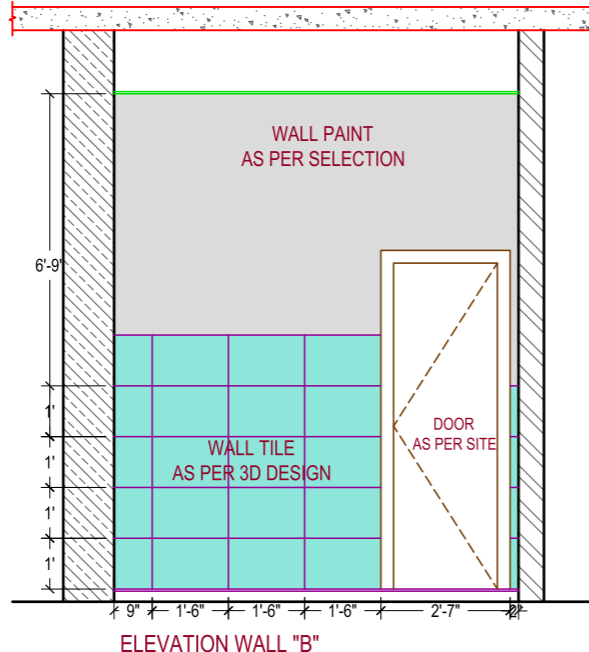 WALL PAINT
AS PER SELECTION
6'-9"
1'
DOOR
AS PER SITE
1'
WALL TILE
AS PER 3D DESIGN
1'
1'
9" 1'-6" 1'-6" 1'-6" 2'-7" 2"
ELEVATION WALL "B"